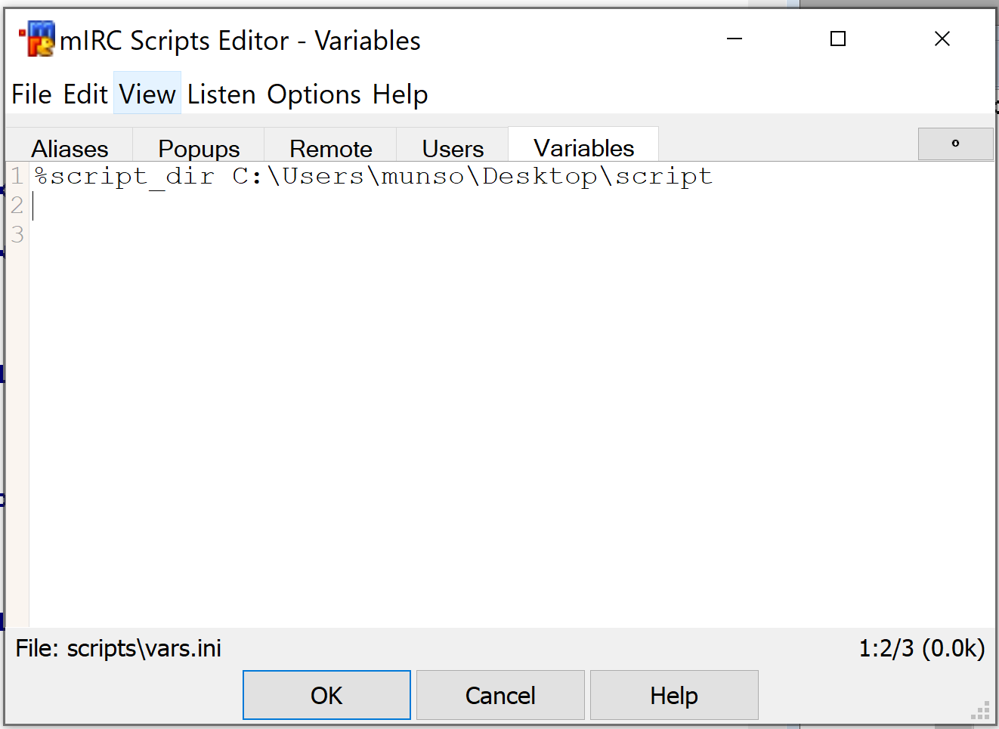 mIRC Scripts Editor - Variables
File Edit View Listen Options Help
Aliases Popups Remote Users Variables
1 %script_dir C:\Users\munso\Desktop\script
2
3
File: scripts\vars.ini 1:2/3 (0.0k)
OK Cancel Help